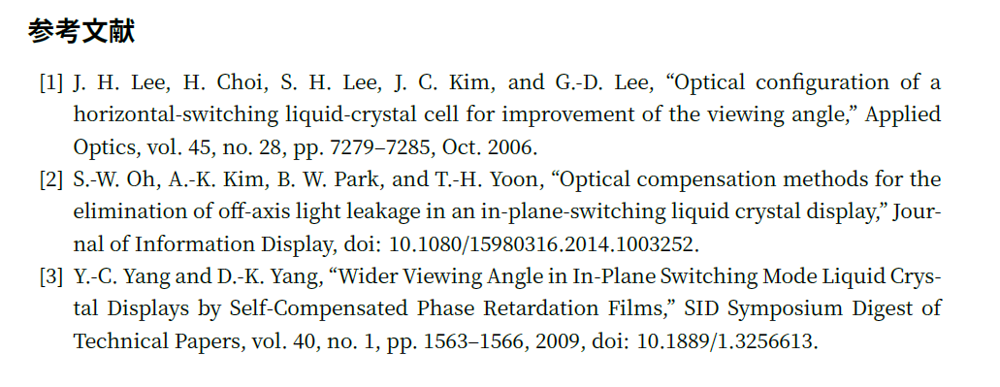 参考文献
[1] J. H. Lee, H. Choi, S. H. Lee, J. C. Kim, and G.-D. Lee, “Optical configuration of a
horizontal-switching liquid-crystal cell for improvement of the viewing angle,” Applied
Optics, vol. 45, no. 28, pp. 7279–7285, Oct. 2006.
[2] S.-W. Oh, A.-K. Kim, B. W. Park, and T.-H. Yoon, “Optical compensation methods for the
elimination of off-axis light leakage in an in-plane-switching liquid crystal display,” Jour-
nal of Information Display, doi: 10.1080/15980316.2014.1003252.
[3] Y.-C. Yang and D.-K. Yang, “Wider Viewing Angle in In-Plane Switching Mode Liquid Crys-
tal Displays by Self-Compensated Phase Retardation Films,” SID Symposium Digest of
Technical Papers, vol. 40, no. 1, pp. 1563–1566, 2009, doi: 10.1889/1.3256613.